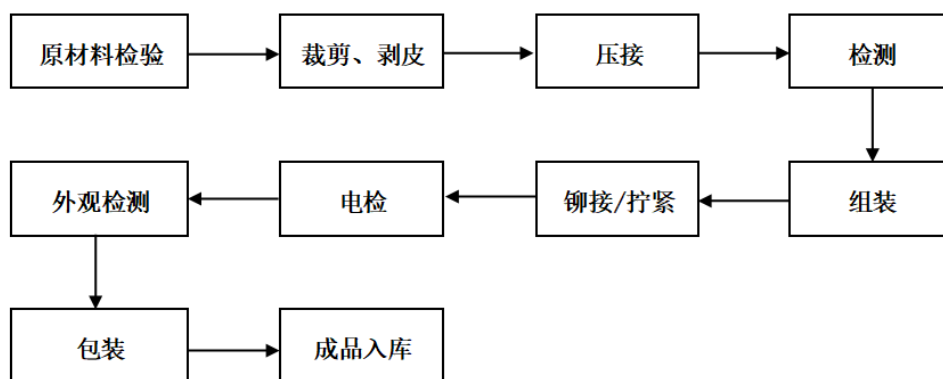 原材料检验
裁剪、剥皮
压接
检测
组装
铆接/拧紧
电检
外观检测
包装
成品入库